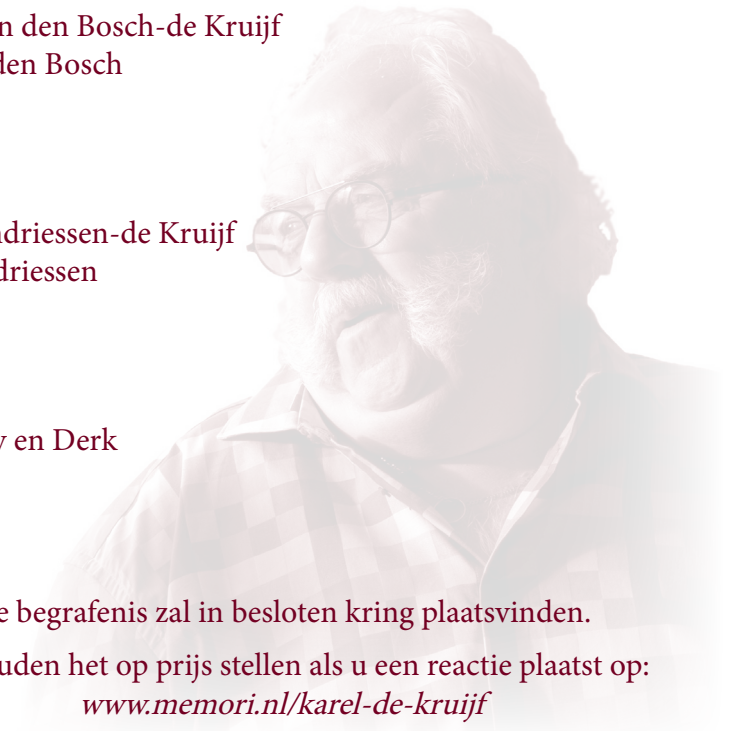 n den Bosch-de Kruijf
den Bosch
ndriessen-de Kruijf
driessen
en Derk
e begrafenis zal in besloten kring plaatsvinden.
uden het op prijs stellen als u een reactie plaatst op:
www.memori.nl/karel-de-kruijf